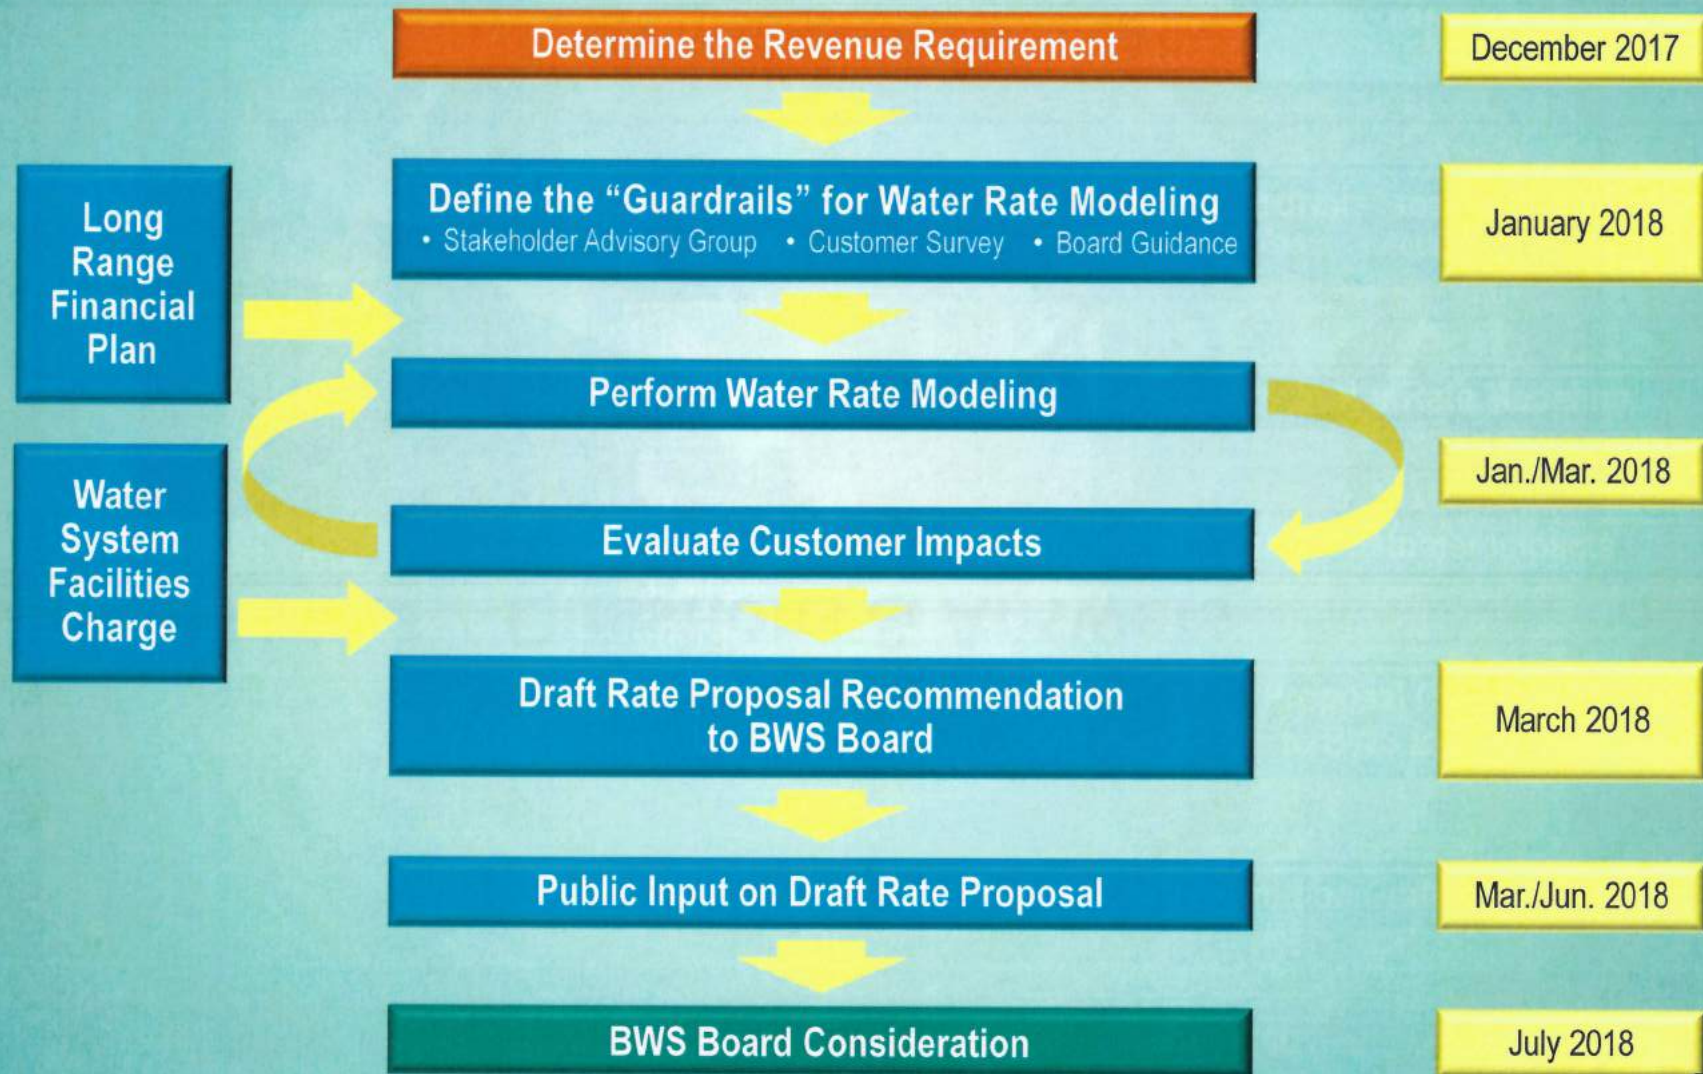 Determine the Revenue Requirement
December 2017
Define the “Guardrails” for Water Rate Modeling
• Stakeholder Advisory Group • Customer Survey • Board Guidance
January 2018
Long
Range
Financial
Plan
Perform Water Rate Modeling
Jan./Mar. 2018
Water
System
Facilities
Charge
Evaluate Customer Impacts
Draft Rate Proposal Recommendation
to BWS Board
March 2018
Public Input on Draft Rate Proposal
Mar./Jun. 2018
BWS Board Consideration
July 2018